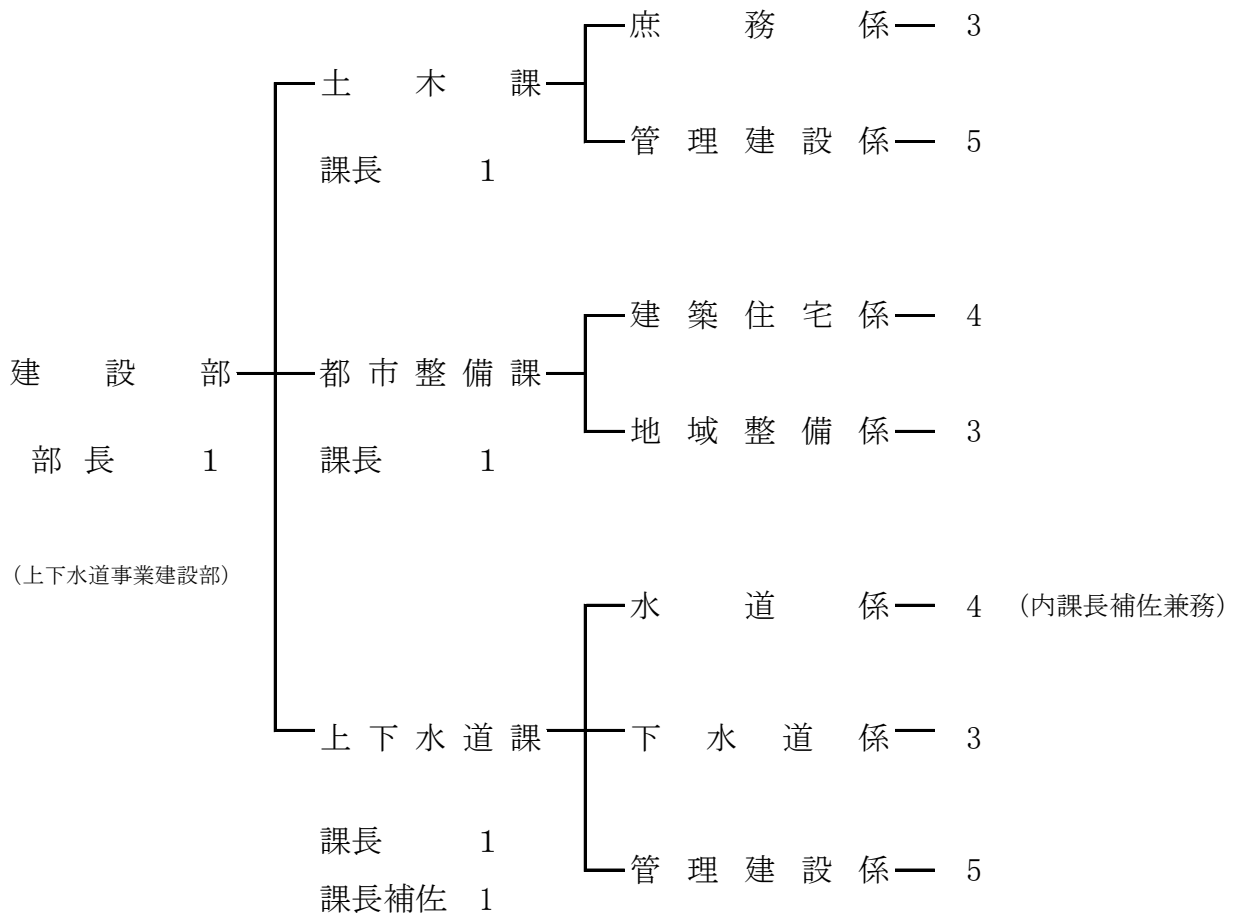 庶務係 3
土木課
管理建設係 5
課長 1
建築住宅係 4
建設部 都市整備課
地域整備係 3
部長 1 課長 1
（上下水道事業建設部）
水道係 4 （内課長補佐兼務）
上下水道課 下水道係 3
課長 1
管理建設係 5
課長補佐 1